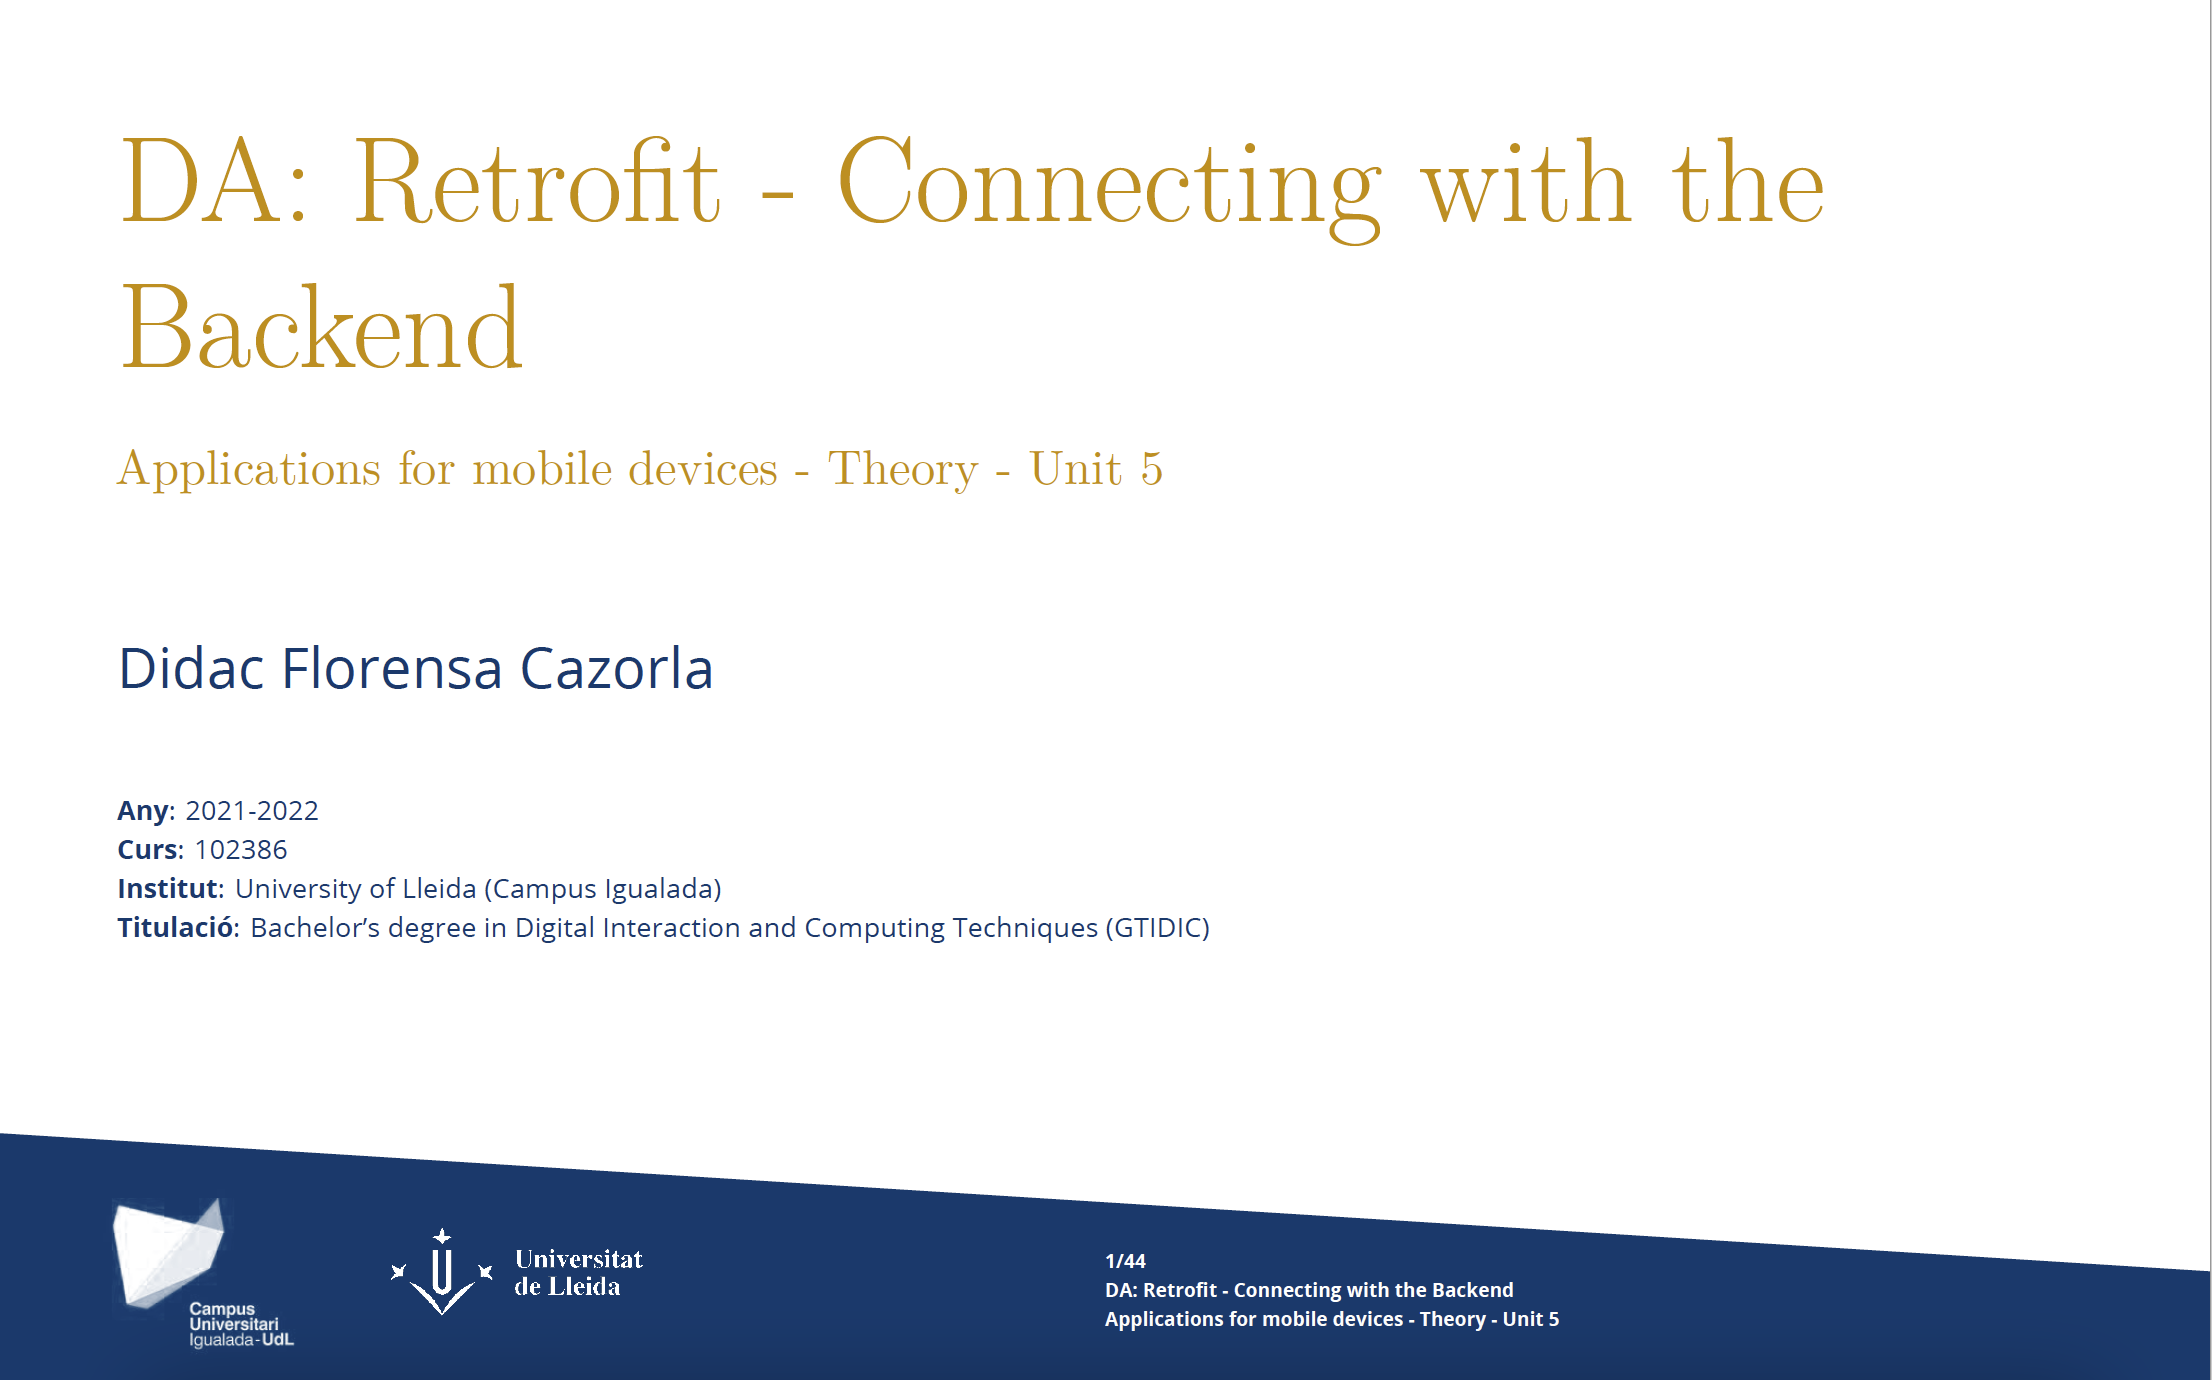 DA: Retrofit - Connecting with the
Backend
Applications for mobile devices - Theory - Unit 5
Didac Florensa Cazorla
Any: 2021-2022
Curs: 102386
Institut: University of Lleida (Campus Igualada)
Titulació: Bachelor’s degree in Digital Interaction and Computing Techniques (GTIDIC)
Campus
Universitari
Igualada-UdL
Universitat
de Lleida
1/44
DA: Retrofit - Connecting with the Backend
Applications for mobile devices - Theory - Unit 5